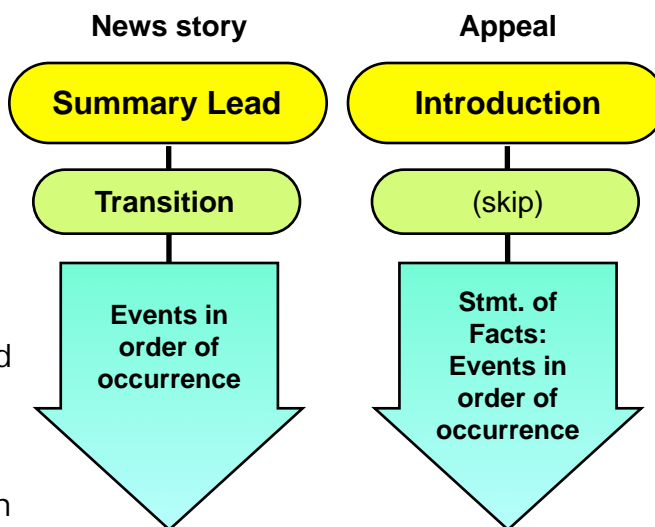 News story
Appeal
Summary Lead
Introduction
Transition
(skip)
Events in
order of
occurrence
Stmt. of
Facts:
Events in
order of
occurrence